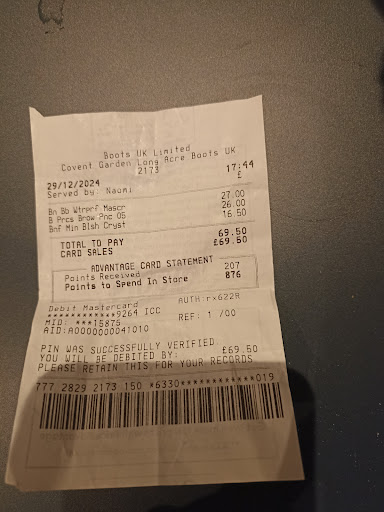 Boots UK Limited
Covent Garden Long Acre Boots UK
2173
29/12/2024 17:44
Served by: Naomi £
Bn Bb Wtrprf Mascr 27.00
B Prcs Brow Pnc 05 26.00
Bnf Min Blsh Cryst 16.50
TOTAL TO PAY 69.50
CARD SALES £69.50
ADVANTAGE CARD STATEMENT
Points Received 207
Points to Spend In Store 876
Debit Mastercard AUTH:rx622R
************9264 ICC
MID: ***15875 REF: 1 /00
AID:A0000000041010
PIN WAS SUCCESSFULLY VERIFIED
YOU WILL BE DEBITED BY: £69.50
PLEASE RETAIN THIS FOR YOUR RECORDS
777 2829 2173 150 *6330************019